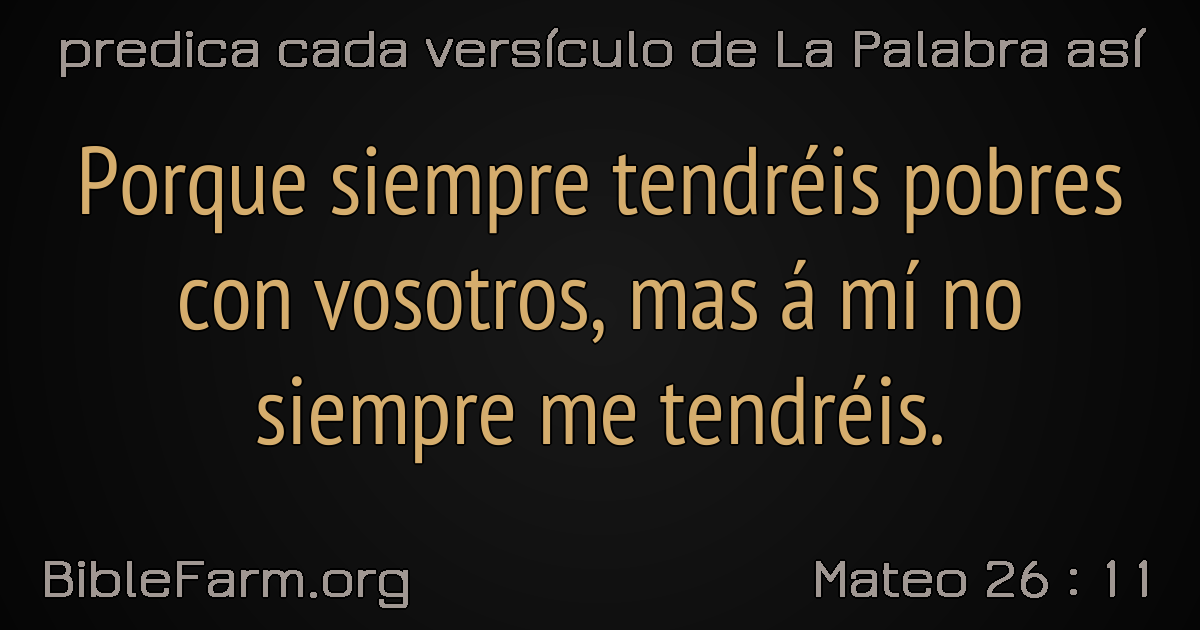 predica cada versículo de La Palabra así
Porque siempre tendréis pobres
con vosotros, mas á mí no
siempre me tendréis.
BibleFarm.org
Mateo 26 : 11